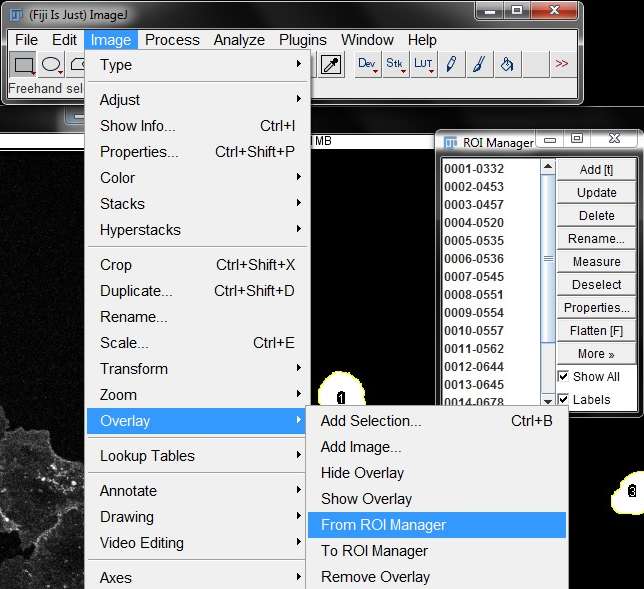 (Fiji Is Just) ImageJ
File Edit Image Process Analyze Plugins Window Help
Dev Stk LUT >>
Freehand sel
Type
Adjust
Show Info... Ctrl+I
Properties... Ctrl+Shift+P
Color
Stacks
Hyperstacks
Crop Ctrl+Shift+X
Duplicate... Ctrl+Shift+D
Rename...
Scale... Ctrl+E
Transform
Zoom
Overlay
Lookup Tables
Annotate
Drawing
Video Editing
Axes
MB
Add Selection... Ctrl+B
Add Image...
Hide Overlay
Show Overlay
From ROI Manager
To ROI Manager
Remove Overlay
ROI Manager
0001-0332
0002-0453
0003-0457
0004-0520
0005-0535
0006-0536
0007-0545
0008-0551
0009-0554
0010-0557
0011-0562
0012-0644
0013-0645
0014-0678
Add [t]
Update
Delete
Rename...
Measure
Deselect
Properties...
Flatten [F]
More »
Show All
Labels
1
3